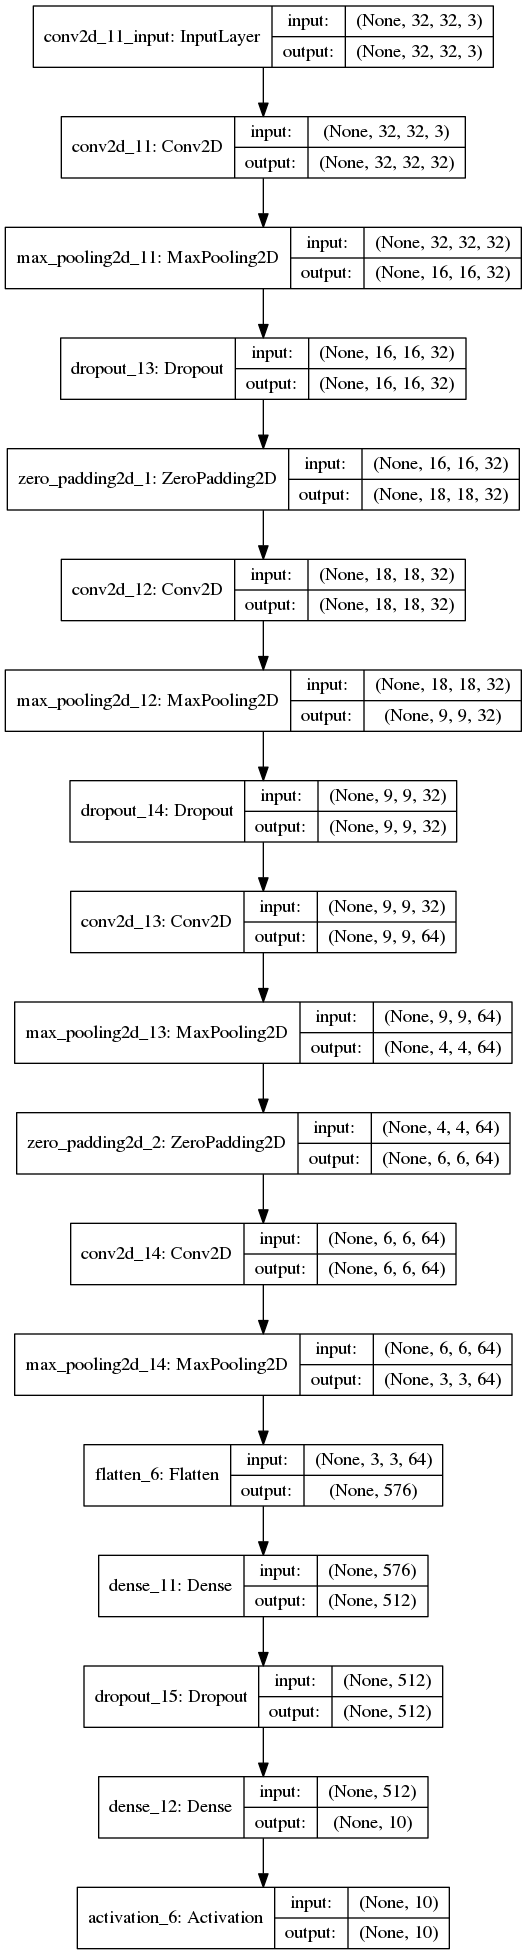 conv2d_11_input: InputLayer
input: (None, 32, 32, 3)
output: (None, 32, 32, 3)
conv2d_11: Conv2D
input: (None, 32, 32, 3)
output: (None, 32, 32, 32)
max_pooling2d_11: MaxPooling2D
input: (None, 32, 32, 32)
output: (None, 16, 16, 32)
dropout_13: Dropout
input: (None, 16, 16, 32)
output: (None, 16, 16, 32)
zero_padding2d_1: ZeroPadding2D
input: (None, 16, 16, 32)
output: (None, 18, 18, 32)
conv2d_12: Conv2D
input: (None, 18, 18, 32)
output: (None, 18, 18, 32)
max_pooling2d_12: MaxPooling2D
input: (None, 18, 18, 32)
output: (None, 9, 9, 32)
dropout_14: Dropout
input: (None, 9, 9, 32)
output: (None, 9, 9, 32)
conv2d_13: Conv2D
input: (None, 9, 9, 32)
output: (None, 9, 9, 64)
max_pooling2d_13: MaxPooling2D
input: (None, 9, 9, 64)
output: (None, 4, 4, 64)
zero_padding2d_2: ZeroPadding2D
input: (None, 4, 4, 64)
output: (None, 6, 6, 64)
conv2d_14: Conv2D
input: (None, 6, 6, 64)
output: (None, 6, 6, 64)
max_pooling2d_14: MaxPooling2D
input: (None, 6, 6, 64)
output: (None, 3, 3, 64)
flatten_6: Flatten
input: (None, 3, 3, 64)
output: (None, 576)
dense_11: Dense
input: (None, 576)
output: (None, 512)
dropout_15: Dropout
input: (None, 512)
output: (None, 512)
dense_12: Dense
input: (None, 512)
output: (None, 10)
activation_6: Activation
input: (None, 10)
output: (None, 10)